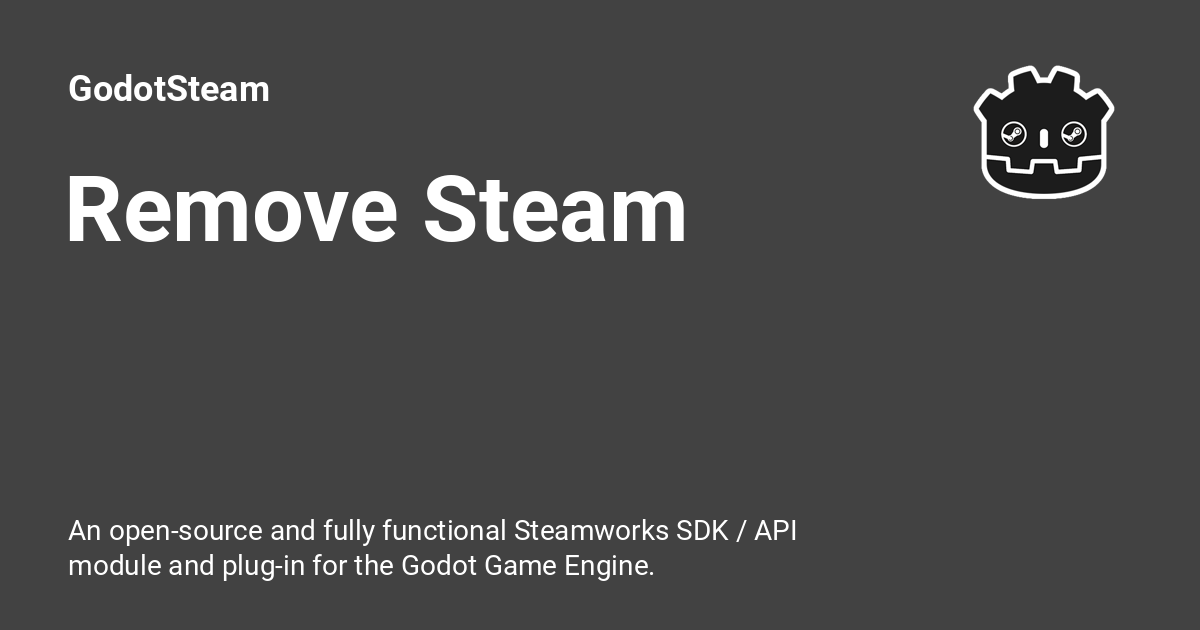 GodotSteam
Remove Steam
An open-source and fully functional Steamworks SDK / API
module and plug-in for the Godot Game Engine.